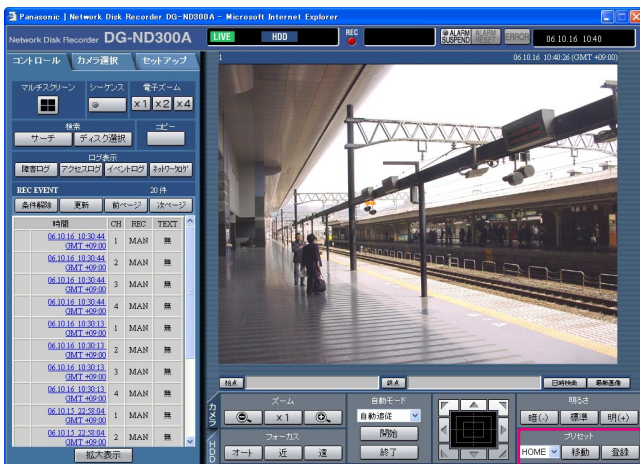 Panasonic | Network Disk Recorder DG-ND300A - Microsoft Internet Explorer
Network Disk Recorder DG-ND300A
LIVE HDD REC ALARM SUSPEND ALARM RESET ERROR 06.10.16 10:40
コントロール カメラ選択 セットアップ
1 06.10.16 10:40:26 (GMT +09:00)
マルチスクリーン シーケンス 電子ズーム
x1 x2 x4
検索 コピー
サーチ ディスク選択
ログ表示
障害ログ アクセスログ イベントログ ネットワークログ
REC EVENT 20件
条件解除 更新 前ページ 次ページ
時間 CH REC TEXT
06.10.16 10:30:44 GMT +09:00 1 MAN 無
06.10.16 10:30:44 GMT +09:00 2 MAN 無
06.10.16 10:30:44 GMT +09:00 3 MAN 無
06.10.16 10:30:44 GMT +09:00 4 MAN 無
06.10.16 10:30:13 GMT +09:00 1 MAN 無
06.10.16 10:30:13 GMT +09:00 2 MAN 無
06.10.16 10:30:13 GMT +09:00 3 MAN 無
06.10.16 10:30:13 GMT +09:00 4 MAN 無
06.10.15 22:58:04 GMT +09:00 1 MAN 無
06.10.15 22:58:04 GMT +09:00 2 MAN 無
拡大表示
始点 終点 日時検索 最新画像
カメラ
HDD
ズーム
x1
フォーカス
オート 近 遠
自動モード
自動追従
開始
終了
明るさ
暗(-) 標準 明(+)
プリセット
HOME 移動 登録